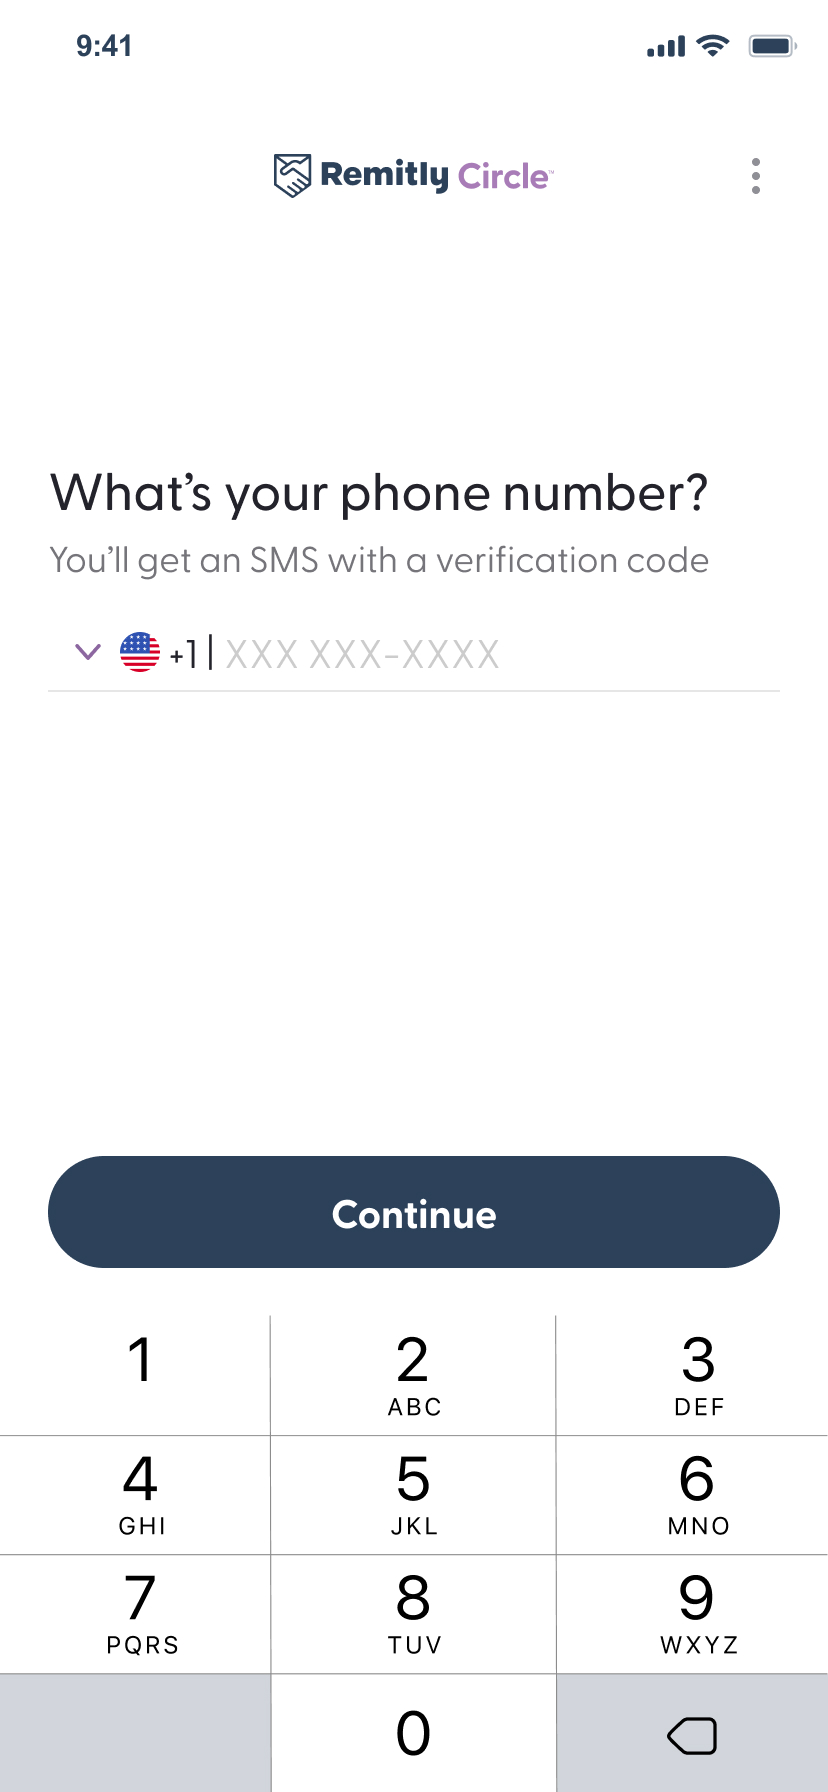 9:41
Remitly Circle™
What’s your phone number?
You’ll get an SMS with a verification code
+1 | XXX XXX-XXXX
Continue
1 2 3
ABC DEF
4 5 6
GHI JKL MNO
7 8 9
PQRS TUV WXYZ
0